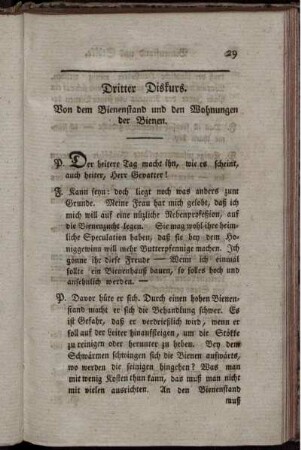 29
Dritter Diskurs.
Von dem Bienenstand und den Wohnungen
der Bienen.
P. Der heitere Tag macht ihn, wie es scheint,
auch heiter, Herr Gevatter!
F. Kann seyn: doch liegt noch was anders zum
Grunde. Meine Frau hat mich gelobt, daß ich
mich will auf eine nüzliche Nebenprofeßion, auf
die Bienenzucht legen. Sie mag wohl ihre heim-
liche Speculation haben, daß sie bey dem Ho-
niggewinn will mehr Butterpfennige machen. Ich
gönne ihr diese Freude — Wenn ich einmal
sollte ein Bienenhaus bauen, so solles hoch und
ansehnlich werden. —
P. Davor hüte er sich. Durch einen hohen Bienen-
stand macht er sich die Behandlung schwer. Es
ist Gefahr, daß er verdrießlich wird, wenn er
soll auf der Leiter hinaufsteigen, um die Stökke
zu reinigen oder herunter zu heben. Bey dem
Schwärmen schwingen sich die Bienen aufwärts,
wo werden die seinigen hingehen? Was man
mit wenig Kosten thun kann, das muß man nicht
mit vielen ausrichten. An den Bienenstand
muß